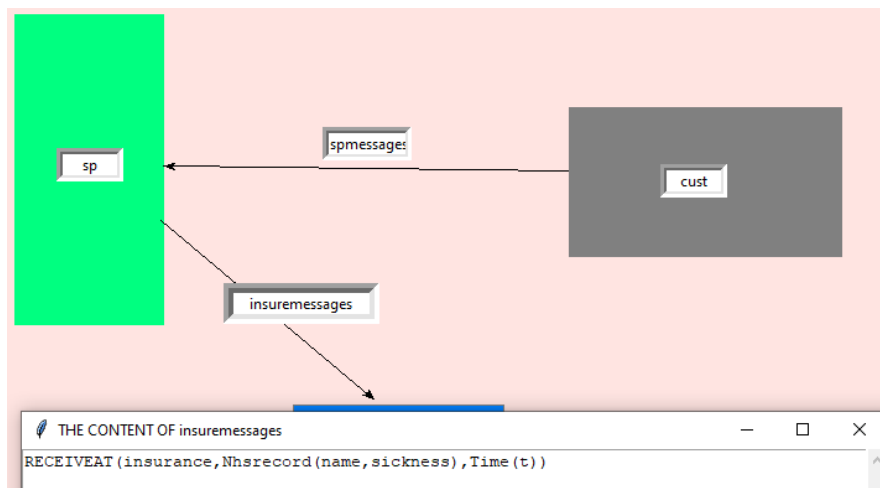 spmessages
sp
cust
insuremessages
THE CONTENT OF insuremessages
RECEIVEAT(insurance,Nhsrecord(name,sickness),Time(t))